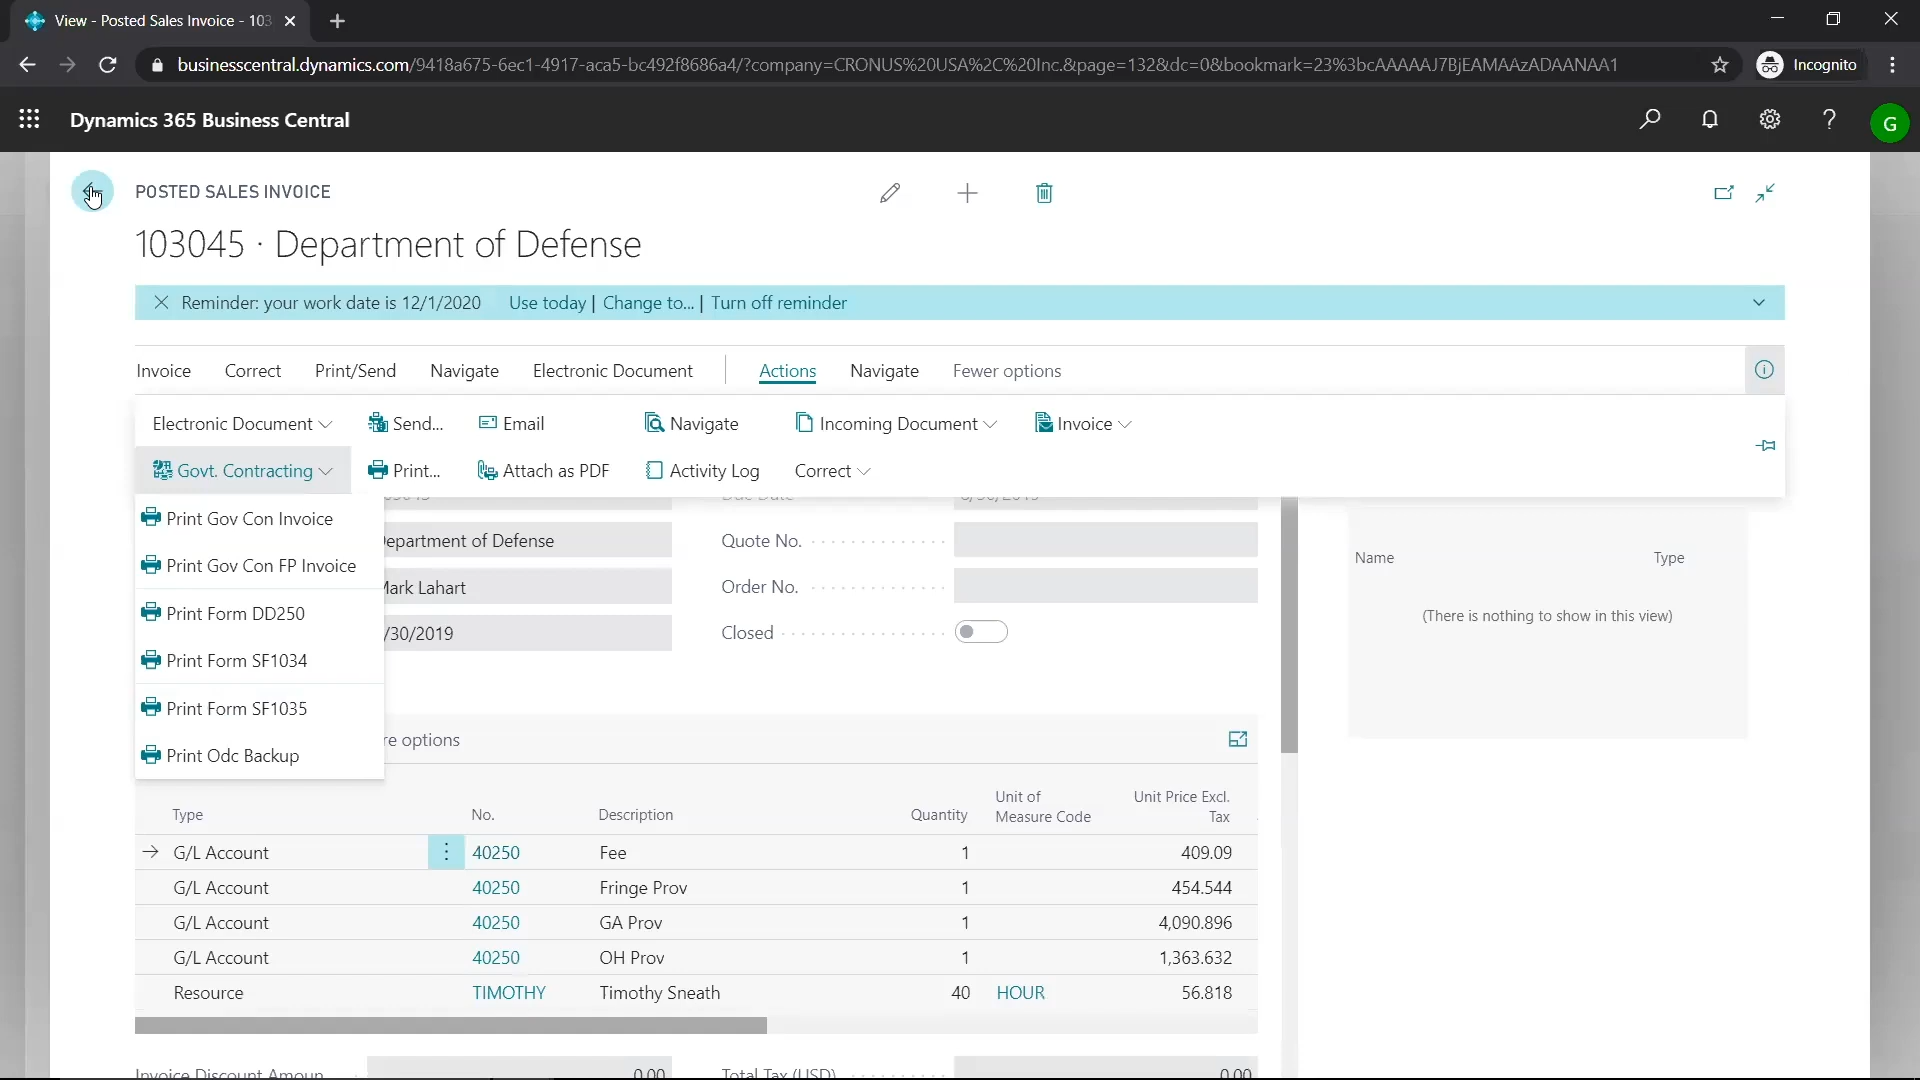 View - Posted Sales Invoice - 103
businesscentral.dynamics.com/9418a675-6ec1-4917-aca5-bc492f8686a4/?company=CRONUS%20USA%2C%20Inc.&page=132&dc=0&bookmark=23%3bcAAAAAJ7BjEAMAAzADAANAA1
Incognito
Dynamics 365 Business Central
G
POSTED SALES INVOICE
103045 · Department of Defense
Reminder: your work date is 12/1/2020 Use today | Change to... | Turn off reminder
Invoice Correct Print/Send Navigate Electronic Document Actions Navigate Fewer options
Electronic Document Send... Email Navigate Incoming Document Invoice
Govt. Contracting Print... Attach as PDF Activity Log Correct
Print Gov Con Invoice
Department of Defense Quote No.
Name Type
Print Gov Con FP Invoice
Mark Lahart Order No.
(There is nothing to show in this view)
Print Form DD250
/30/2019 Closed
Print Form SF1034
Print Form SF1035
re options
Print Odc Backup
Type No. Description Quantity Unit of Measure Code Unit Price Excl. Tax
G/L Account 40250 Fee 1 409.09
G/L Account 40250 Fringe Prov 1 454.544
G/L Account 40250 GA Prov 1 4,090.896
G/L Account 40250 OH Prov 1 1,363.632
Resource TIMOTHY Timothy Sneath 40 HOUR 56.818
Invoice Discount Amoun 0.00 Total Tax (USD) 0.00